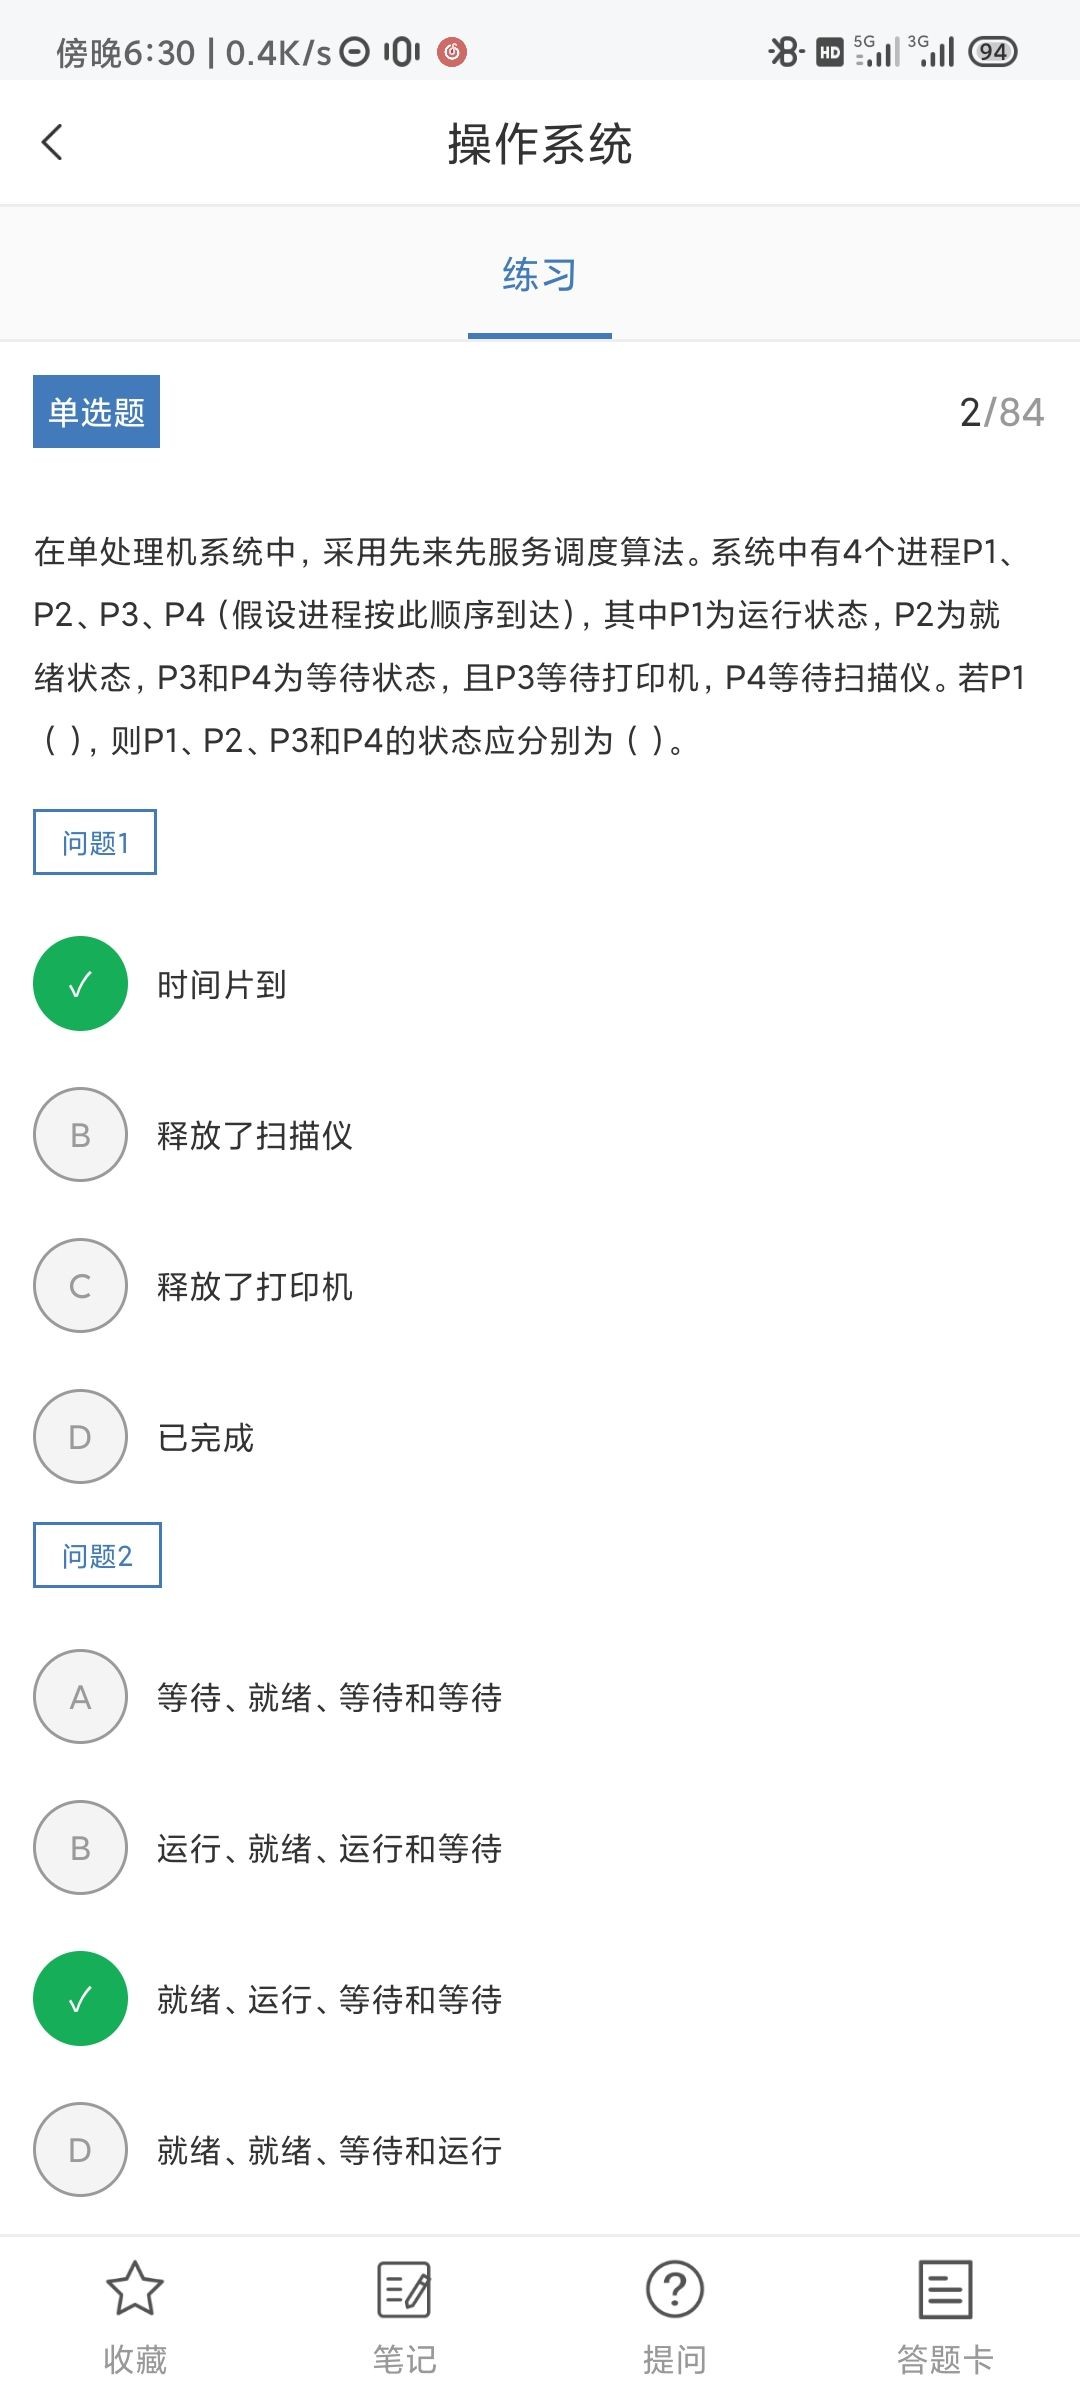 傍晚6:30 | 0.4K/s HD 5G 3G 94
操作系统
练习
单选题 2/84
在单处理机系统中，采用先来先服务调度算法。系统中有4个进程P1、
P2、P3、P4（假设进程按此顺序到达），其中P1为运行状态，P2为就
绪状态，P3和P4为等待状态，且P3等待打印机，P4等待扫描仪。若P1
（ ），则P1、P2、P3和P4的状态应分别为（ ）。
问题1
✓ 时间片到
B 释放了扫描仪
C 释放了打印机
D 已完成
问题2
A 等待、就绪、等待和等待
B 运行、就绪、运行和等待
✓ 就绪、运行、等待和等待
D 就绪、就绪、等待和运行
收藏 笔记 提问 答题卡